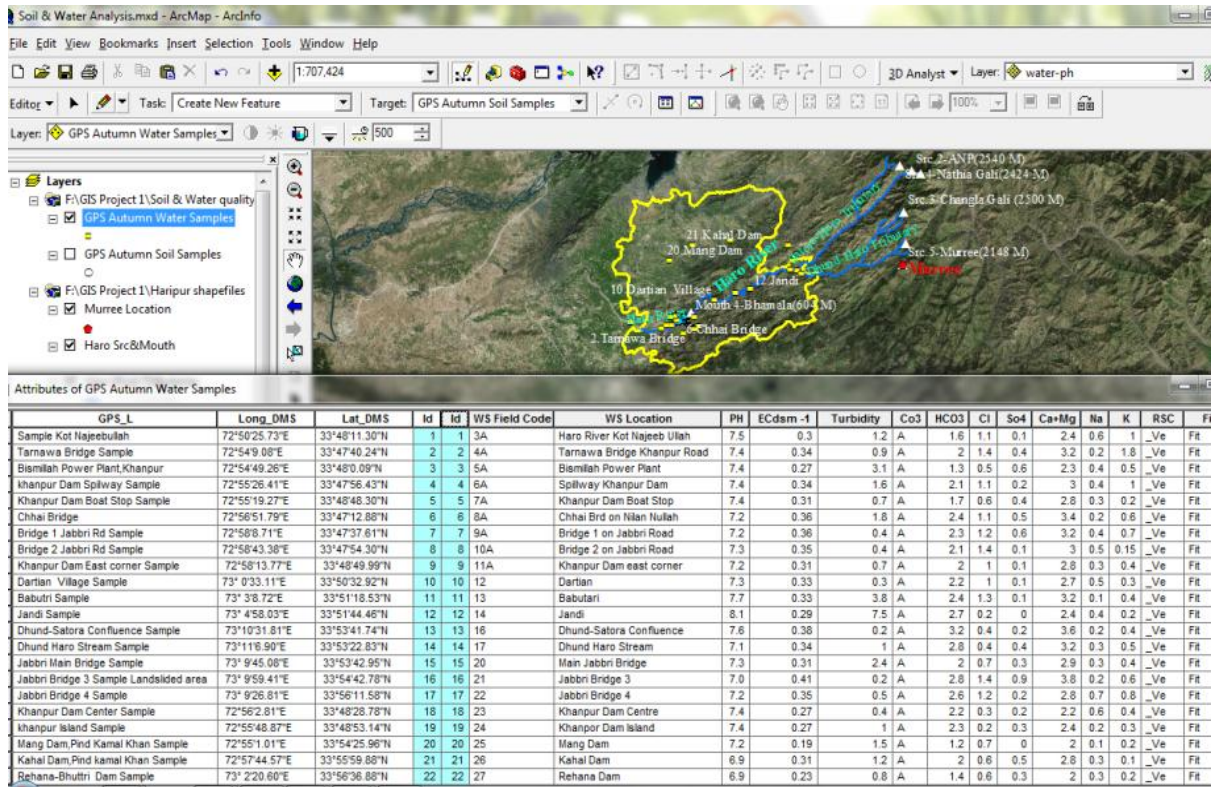 Soil & Water Analysis.mxd - ArcMap - ArcInfo
File Edit View Bookmarks Insert Selection Tools Window Help
1:707,424 3D Analyst Layer: water-ph
Editor Task: Create New Feature Target: GPS Autumn Soil Samples 100%
Layer: GPS Autumn Water Samples 500
Layers
F:\GIS Project 1\Soil & Water quality
GPS Autumn Water Samples
GPS Autumn Soil Samples
F:\GIS Project 1\Haripur shapefiles
Murree Location
Haro Src&Mouth
Src.2-ANP(2540 M)
4-Nathia Gali(2424 M)
Src.3-Changla Gali (2500 M)
21 Kahal Dam
20 Mang Dam
Haro River
Dhund Haro Tributary
Src.5-Murree(2148 M)
Murree
10 Dartian Village
12 Jandi
Mouth 4-Bhamala(604 M)
6 Chhai Bridge
2.Tarnawa Bridge
Attributes of GPS Autumn Water Samples
GPS_L Long_DMS Lat_DMS Id Id WS Field Code WS Location PH ECdsm -1 Turbidity Co3 HCO3 Cl So4 Ca+Mg Na K RSC
Sample Kot Najeebullah 72°50'25.73"E 33°48'11.30"N 1 1 3A Haro River Kot Najeeb Ullah 7.5 0.3 1.2 A 1.6 1.1 0.1 2.4 0.6 1 _Ve Fit
Tarnawa Bridge Sample 72°54'9.08"E 33°47'40.24"N 2 2 4A Tarnawa Bridge Khanpur Road 7.4 0.34 0.9 A 2 1.4 0.4 3.2 0.2 1.8 _Ve Fit
Bismillah Power Plant,Khanpur 72°54'49.26"E 33°48'0.09"N 3 3 5A Bismillah Power Plant 7.4 0.27 3.1 A 1.3 0.5 0.6 2.3 0.4 0.5 _Ve Fit
khanpur Dam Spilway Sample 72°55'26.41"E 33°47'56.43"N 4 4 6A Spillway Khanpur Dam 7.4 0.34 1.6 A 2.1 1.1 0.2 3 0.4 1 _Ve Fit
Khanpur Dam Boat Stop Sample 72°55'19.27"E 33°48'48.30"N 5 5 7A Khanpur Dam Boat Stop 7.4 0.31 0.7 A 1.7 0.6 0.4 2.8 0.3 0.2 _Ve Fit
Chhai Bridge 72°56'51.79"E 33°47'12.88"N 6 6 8A Chhai Brd on Nilan Nullah 7.2 0.36 1.8 A 2.4 1.1 0.5 3.4 0.2 0.6 _Ve Fit
Bridge 1 Jabbri Rd Sample 72°58'8.71"E 33°47'37.61"N 7 7 9A Bridge 1 on Jabbri Road 7.2 0.36 0.4 A 2.3 1.2 0.6 3.2 0.4 0.7 _Ve Fit
Bridge 2 Jabbri Rd Sample 72°58'43.38"E 33°47'54.30"N 8 8 10A Bridge 2 on Jabbri Road 7.3 0.35 0.4 A 2.1 1.4 0.1 3 0.5 0.15 _Ve Fit
Khanpur Dam East corner Sample 72°58'13.77"E 33°48'49.99"N 9 9 11A Khanpur Dam east corner 7.2 0.31 0.7 A 2 1 0.1 2.8 0.3 0.4 _Ve Fit
Dartian Village Sample 73° 0'33.11"E 33°50'32.92"N 10 10 12 Dartian 7.3 0.33 0.3 A 2.2 1 0.1 2.7 0.5 0.3 _Ve Fit
Babutri Sample 73° 3'8.72"E 33°51'18.53"N 11 11 13 Babutari 7.7 0.33 3.8 A 2.4 1.3 0.1 3.2 0.1 0.4 _Ve Fit
Jandi Sample 73° 4'58.03"E 33°51'44.46"N 12 12 14 Jandi 8.1 0.29 7.5 A 2.7 0.2 0 2.4 0.4 0.2 _Ve Fit
Dhund-Satora Confluence Sample 73°10'31.81"E 33°53'41.74"N 13 13 16 Dhund-Satora Confluence 7.6 0.38 0.2 A 3.2 0.4 0.2 3.6 0.2 0.4 _Ve Fit
Dhund Haro Stream Sample 73°11'6.90"E 33°53'22.83"N 14 14 17 Dhund Haro Stream 7.1 0.34 1 A 2.8 0.4 0.4 3.2 0.3 0.5 _Ve Fit
Jabbri Main Bridge Sample 73° 9'45.08"E 33°53'42.95"N 15 15 20 Main Jabbri Bridge 7.3 0.31 2.4 A 2 0.7 0.3 2.9 0.3 0.4 _Ve Fit
Jabbri Bridge 3 Sample Landslided area 73° 9'59.41"E 33°54'42.78"N 16 16 21 Jabbri Bridge 3 7.0 0.41 0.2 A 2.8 1.4 0.9 3.8 0.2 0.6 _Ve Fit
Jabbri Bridge 4 Sample 73° 9'26.81"E 33°56'11.58"N 17 17 22 Jabbri Bridge 4 7.2 0.35 0.5 A 2.6 1.2 0.2 2.8 0.7 0.8 _Ve Fit
Khanpur Dam Center Sample 72°56'2.81"E 33°48'28.78"N 18 18 23 Khanpur Dam Centre 7.4 0.27 0.4 A 2.2 0.3 0.2 2.2 0.6 0.4 _Ve Fit
khanpur Island Sample 72°55'48.87"E 33°48'53.14"N 19 19 24 Khanpor Dam Island 7.4 0.27 1 A 2.3 0.2 0.3 2.4 0.2 0.3 _Ve Fit
Mang Dam,Pind Kamal Khan Sample 72°55'1.01"E 33°54'25.96"N 20 20 25 Mang Dam 7.2 0.19 1.5 A 1.2 0.7 0 2 0.1 0.2 _Ve Fit
Kahal Dam,Pind kamal Khan Sample 72°57'44.57"E 33°55'59.88"N 21 21 26 Kahal Dam 6.9 0.31 1.2 A 2 0.6 0.5 2.8 0.3 0.1 _Ve Fit
Rehana-Bhuttri Dam Sample 73° 2'20.60"E 33°56'36.88"N 22 22 27 Rehana Dam 6.9 0.23 0.8 A 1.4 0.6 0.3 2 0.3 0.2 _Ve Fit